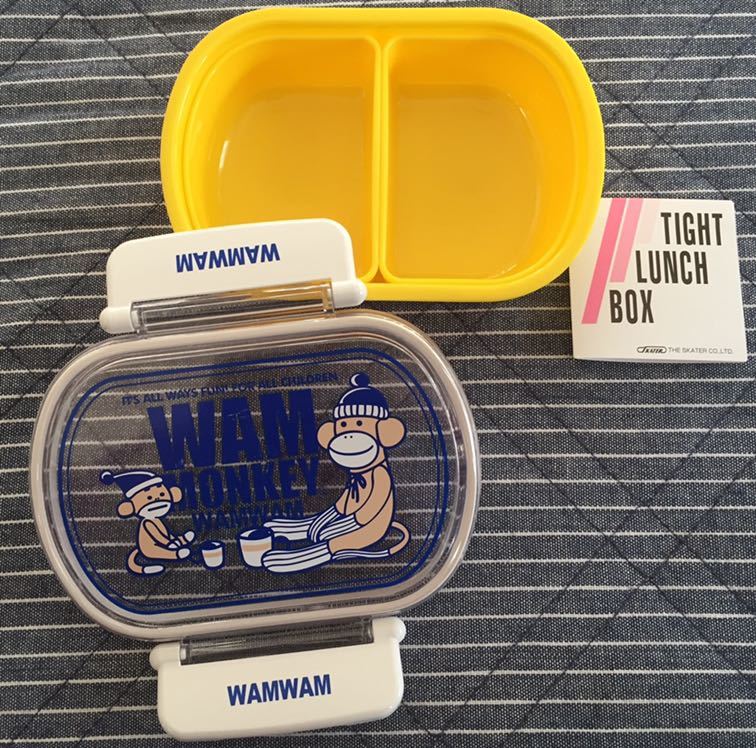 WAMWAM
TIGHT
LUNCH
BOX
SKATER THE SKATER CO.,LTD.
IT'S ALL WAYS FUN! FOR ALL CHILDREN
WAM
MONKEY
WAMWAM
WAMWAM